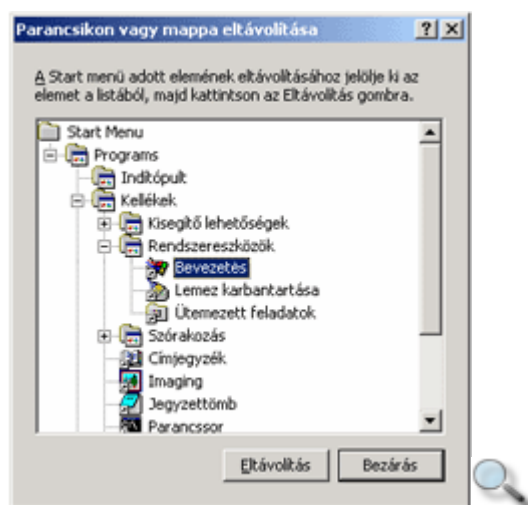 Parancsikon vagy mappa eltávolítása
A Start menü adott elemének eltávolításához jelölje ki az
elemet a listából, majd kattintson az Eltávolítás gombra.
Start Menu
Programs
Indítópult
Kellékek
Kisegítő lehetőségek
Rendszereszközök
Bevezetés
Lemez karbantartása
Ütemezett feladatok
Szórakozás
Címjegyzék
Imaging
Jegyzettömb
Parancssor
Eltávolítás Bezárás